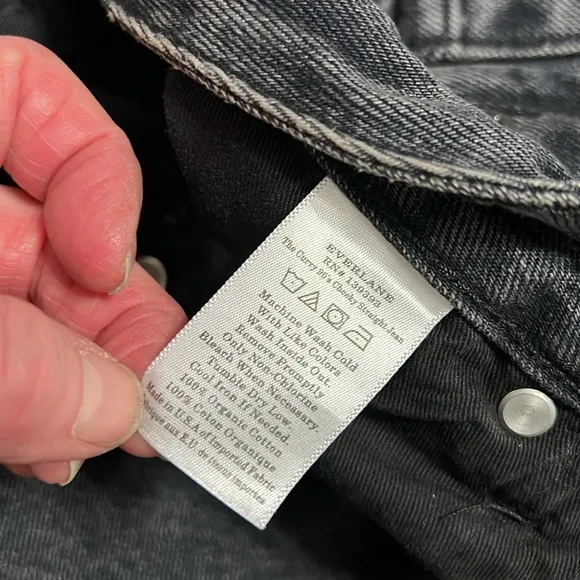 EVERLANE
RN# 139395
The Curvy 90's Cheeky Straight Jean
Machine Wash Cold
With Like Colors
Wash Inside Out.
Remove Promptly
Only Non-Chlorine
Bleach When Necessary.
Tumble Dry Low.
Cool Iron If Needed.
100% Organic Cotton
100% Coton Organique
Made in U.S.A of Imported Fabric
aux E.U de tissus importés